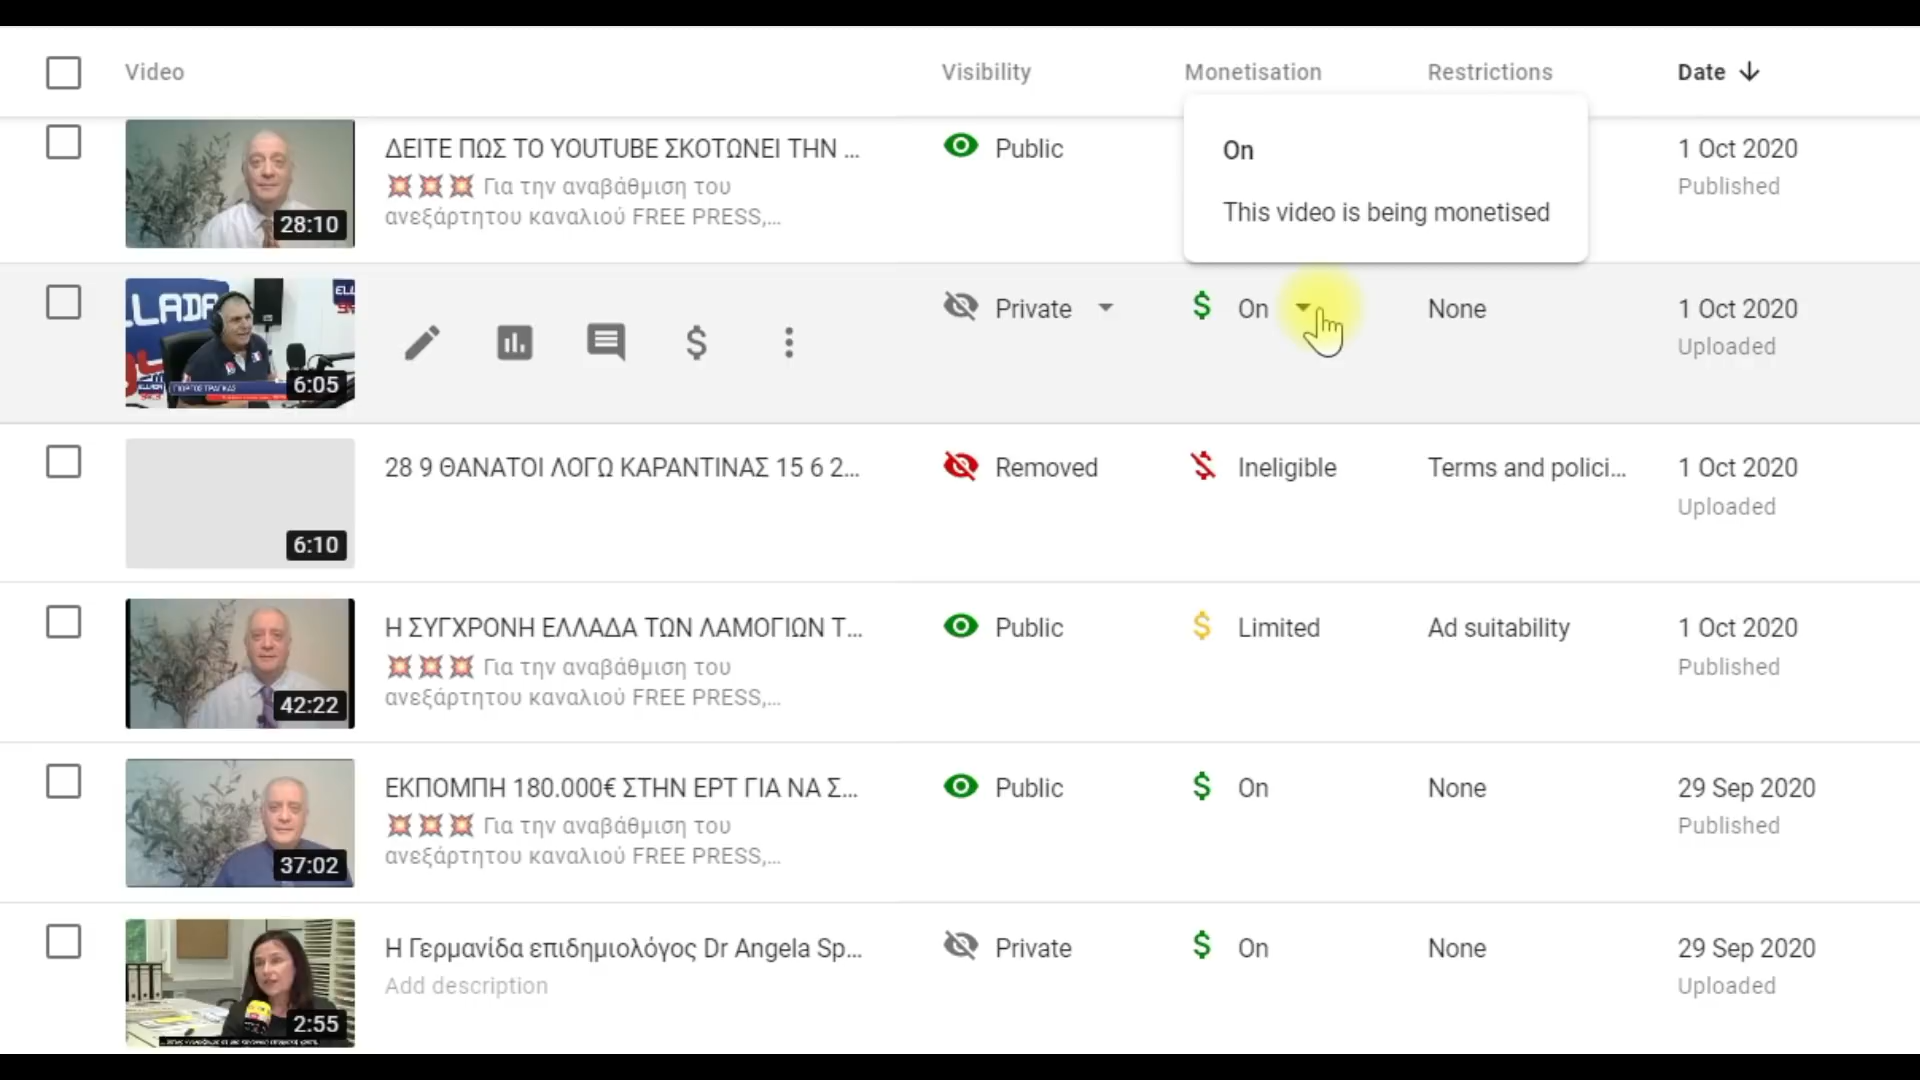 Video
Visibility
Monetisation
Restrictions
Date
28:10
ΔΕΙΤΕ ΠΩΣ ΤΟ YOUTUBE ΣΚΟΤΩΝΕΙ ΤΗΝ ...
Για την αναβάθμιση του
ανεξάρτητου καναλιού FREE PRESS,...
Public
On
This video is being monetised
1 Oct 2020
Published
LLADA
ELL
ΓΙΩΡΓΟΣ ΤΡΑΓΚΑΣ
6:05
Private
On
None
1 Oct 2020
Uploaded
6:10
28 9 ΘΑΝΑΤΟΙ ΛΟΓΩ ΚΑΡΑΝΤΙΝΑΣ 15 6 2...
Removed
Ineligible
Terms and polici...
1 Oct 2020
Uploaded
42:22
Η ΣΥΓΧΡΟΝΗ ΕΛΛΑΔΑ ΤΩΝ ΛΑΜΟΓΙΩΝ Τ...
Για την αναβάθμιση του
ανεξάρτητου καναλιού FREE PRESS,...
Public
Limited
Ad suitability
1 Oct 2020
Published
37:02
ΕΚΠΟΜΠΗ 180.000€ ΣΤΗΝ ΕΡΤ ΓΙΑ ΝΑ Σ...
Για την αναβάθμιση του
ανεξάρτητου καναλιού FREE PRESS,...
Public
On
None
29 Sep 2020
Published
2:55
Η Γερμανίδα επιδημιολόγος Dr Angela Sp...
Add description
Private
On
None
29 Sep 2020
Uploaded